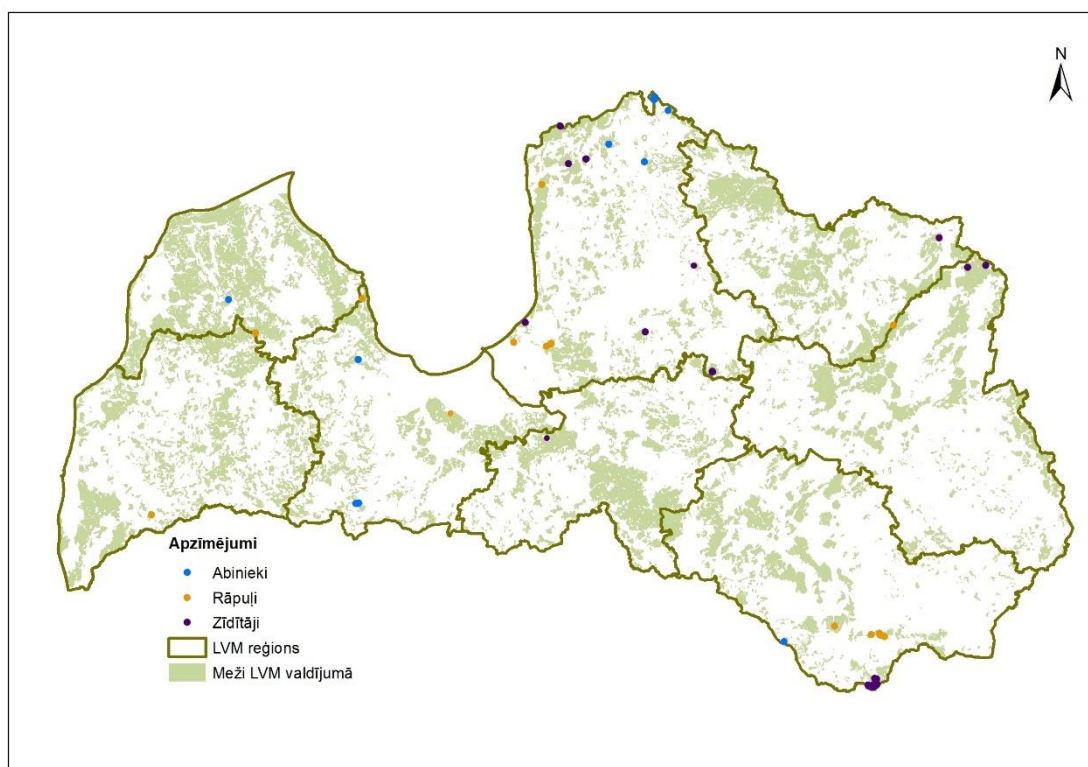 N
Apzīmējumi
Abinieki
Rāpuļi
Zīdītāji
LVM reģions
Meži LVM valdījumā